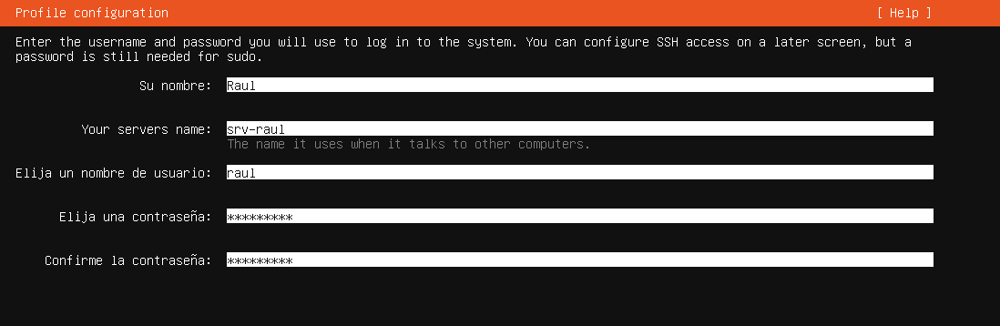 Profile configuration [ Help ]
Enter the username and password you will use to log in to the system. You can configure SSH access on a later screen, but a
password is still needed for sudo.
Su nombre: Raul
Your servers name: srv-raul
The name it uses when it talks to other computers.
Elija un nombre de usuario: raul
Elija una contraseña: *********
Confirme la contraseña: *********